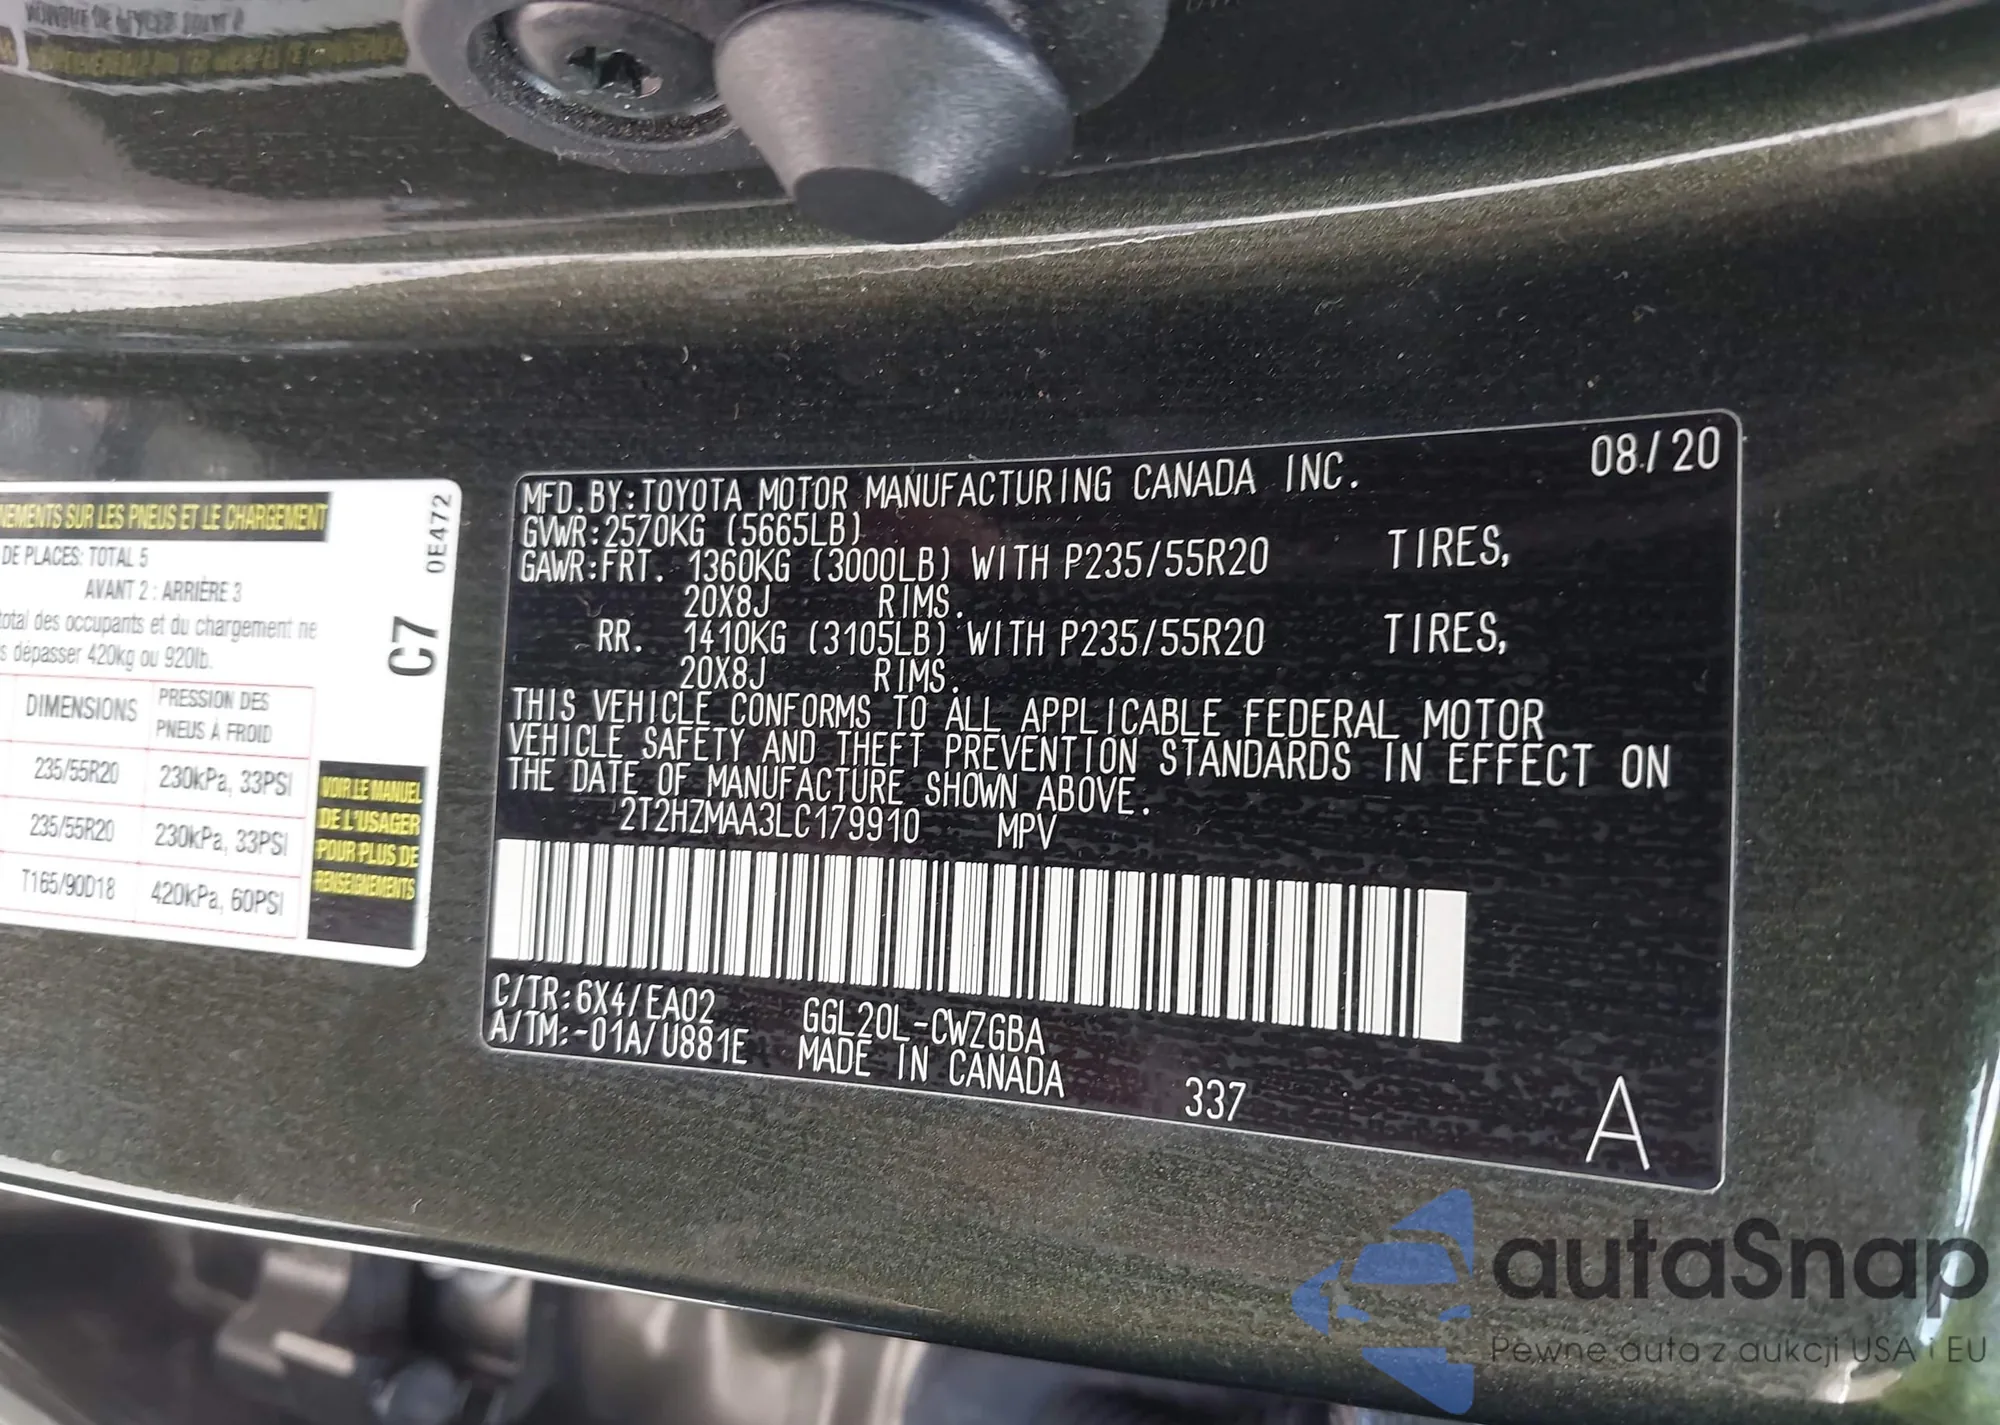 NEMENTS SUR LES PNEUS ET LE CHARGEMENT
DE PLACES: TOTAL 5
AVANT 2 : ARRIÈRE 3
total des occupants et du chargement ne
s dépasser 420kg ou 920lb.
DIMENSIONS PRESSION DES
PNEUS À FROID
235/55R20 230kPa, 33PSI
235/55R20 230kPa, 33PSI
T165/90D18 420kPa, 60PSI
VOIR LE MANUEL
DE L'USAGER
POUR PLUS DE
RENSEIGNEMENTS
0E472
C7
08/20
MFD.BY:TOYOTA MOTOR MANUFACTURING CANADA INC.
GVWR:2570KG (5665LB)
GAWR:FRT. 1360KG (3000LB) WITH P235/55R20 TIRES,
20X8J RIMS.
RR. 1410KG (3105LB) WITH P235/55R20 TIRES,
20X8J RIMS.
THIS VEHICLE CONFORMS TO ALL APPLICABLE FEDERAL MOTOR
VEHICLE SAFETY AND THEFT PREVENTION STANDARDS IN EFFECT ON
THE DATE OF MANUFACTURE SHOWN ABOVE.
2T2HZMAA3LC179910 MPV
C/TR:6X4/EA02 GGL20L-CWZGBA
A/TM:-01A/U881E MADE IN CANADA
337
A
autaSnap
Pewne auta z aukcji USA i EU